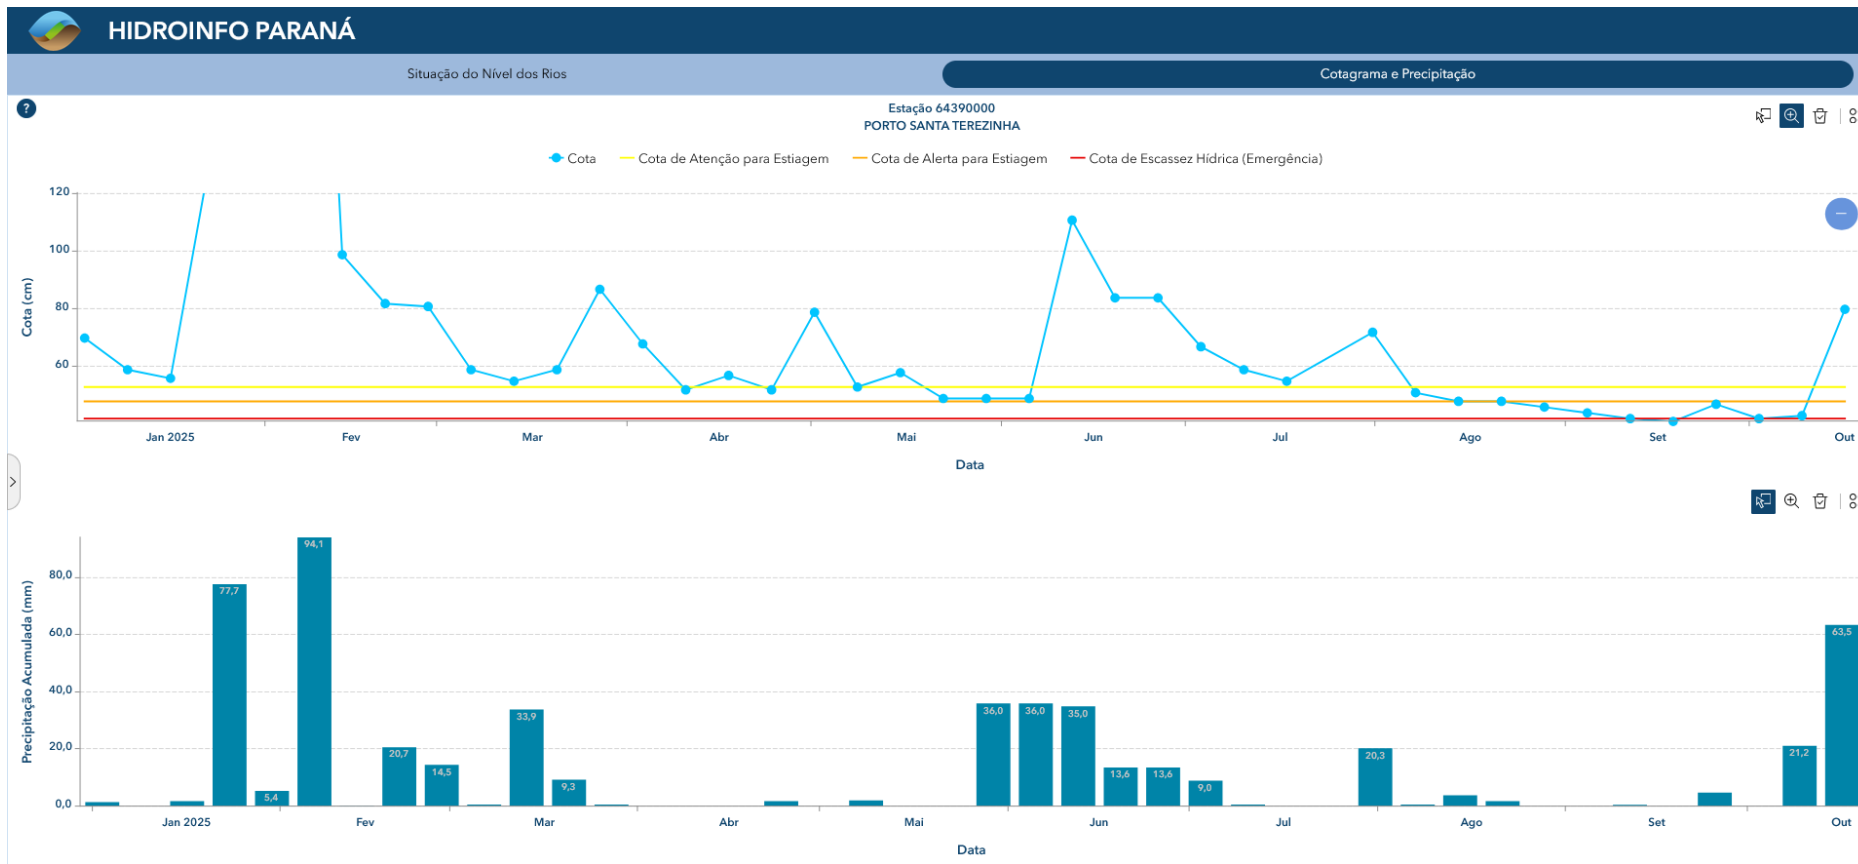 HIDROINFO PARANÁ
Situação do Nível dos Rios
Cotagrama e Precipitação
?
Estação 64390000
PORTO SANTA TEREZINHA
Cota
Cota de Atenção para Estiagem
Cota de Alerta para Estiagem
Cota de Escassez Hídrica (Emergência)
Cota (cm)
120
100
80
60
Jan 2025
Fev
Mar
Abr
Mai
Jun
Jul
Ago
Set
Out
Data
Precipitação Acumulada (mm)
80,0
60,0
40,0
20,0
0,0
77,7
5,4
94,1
20,7
14,5
33,9
9,3
36,0
36,0
35,0
13,6
13,6
9,0
20,3
21,2
63,5
Jan 2025
Fev
Mar
Abr
Mai
Jun
Jul
Ago
Set
Out
Data